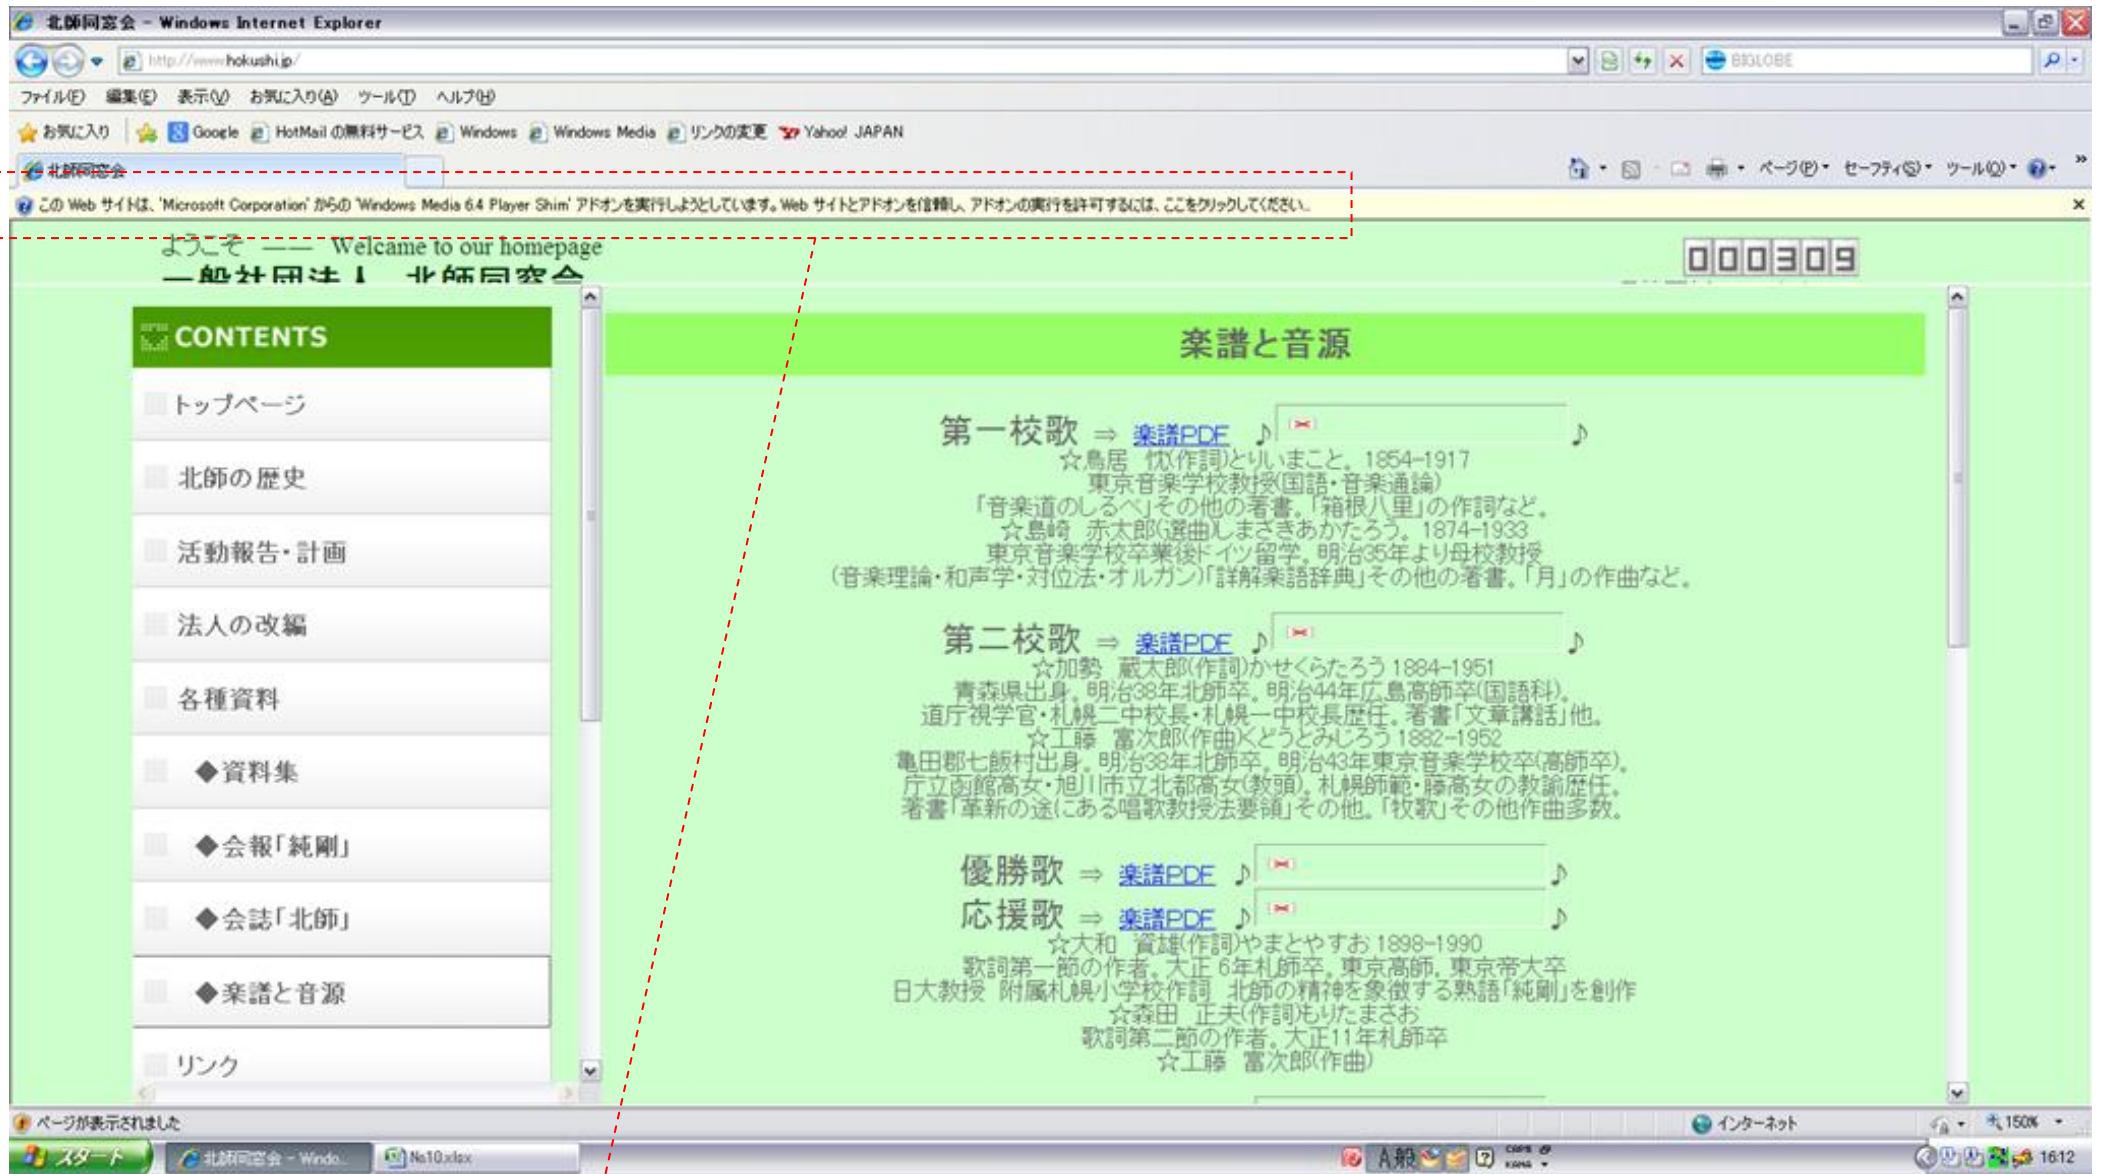 北師同窓会 - Windows Internet Explorer
http://www.hokushi.jp/
BIGLOBE
ファイル(F) 編集(E) 表示(V) お気に入り(A) ツール(T) ヘルプ(H)
お気に入り Google HotMail の無料サービス Windows Windows Media リンクの変更 Yahoo! JAPAN
北師同窓会
ページ(P) セーフティ(S) ツール(O)
この Web サイトは、'Microsoft Corporation' からの 'Windows Media 6.4 Player Shim' アドオンを実行しようとしています。Web サイトとアドオンを信頼し、アドオンの実行を許可するには、ここをクリックしてください...
ようこそ ―― Welcame to our homepage
一般社団法人 北師同窓会
000309
CONTENTS
トップページ
北師の歴史
活動報告・計画
法人の改編
各種資料
◆資料集
◆会報「純剛」
◆会誌「北師」
◆楽譜と音源
リンク
楽譜と音源
第一校歌 ⇒ 楽譜PDF ♪ ♪
☆鳥居 忱(作詞)とりいまこと。1854-1917
東京音楽学校教授(国語・音楽通論)
「音楽道のしるべ」その他の著書。「箱根八里」の作詞など。
☆島崎 赤太郎(選曲)しまさきあかたろう。1874-1933
東京音楽学校卒業後ドイツ留学。明治35年より母校教授
(音楽理論・和声学・対位法・オルガン)「詳解楽語辞典」その他の著書。「月」の作曲など。
第二校歌 ⇒ 楽譜PDF ♪ ♪
☆加勢 蔵太郎(作詞)かせくらたろう 1884-1951
青森県出身。明治38年北師卒。明治44年広島高師卒(国語科)。
道庁視学官・札幌二中校長・札幌一中校長歴任。著書「文章講話」他。
☆工藤 富次郎(作曲)くどうとみじろう 1882-1952
亀田郡七飯村出身。明治38年北師卒。明治43年東京音楽学校卒(高師卒)。
庁立函館高女・旭川市立北都高女(教頭)。札幌師範・藤高女の教諭歴任。
著書「革新の途にある唱歌教授法要領」その他。「牧歌」その他作曲多数。
優勝歌 ⇒ 楽譜PDF ♪ ♪
応援歌 ⇒ 楽譜PDF ♪ ♪
☆大和 資雄(作詞)やまとやすお 1898-1990
歌詞第一節の作者。大正 6年札師卒。東京高師。東京帝大卒
日大教授 附属札幌小学校作詞 北師の精神を象徴する熟語「純剛」を創作
☆森田 正夫(作詞)もりたまさお
歌詞第二節の作者。大正11年札師卒
☆工藤 富次郎(作曲)
ページが表示されました
インターネット
150%
スタート
北師同窓会 - Windo...
No10.xlsx
A 般
CAPS
KANA
16:12